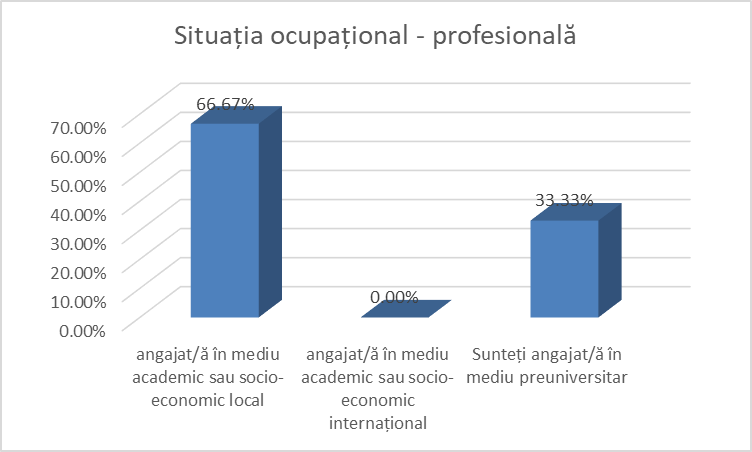 Situația ocupațional - profesională
66.67%
0.00%
33.33%
70.00%
60.00%
50.00%
40.00%
30.00%
20.00%
10.00%
0.00%
angajat/ă în mediu
academic sau socio-
economic local
angajat/ă în mediu
academic sau socio-
economic
internațional
Sunteți angajat/ă în
mediu preuniversitar